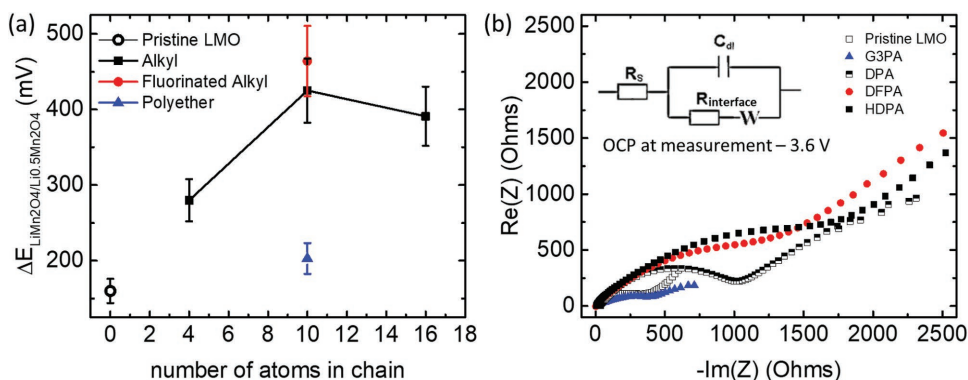 (a)
500
400
300
200
100
ΔE LiMn2O4/Li0.5Mn2O4 (mV)
Pristine LMO
Alkyl
Fluorinated Alkyl
Polyether
0 2 4 6 8 10 12 14 16 18
number of atoms in chain
(b)
2500
2000
1500
1000
500
0
Re(Z) (Ohms)
Cdl
Rs
Rinterface
W
OCP at measurement – 3.6 V
Pristine LMO
G3PA
DPA
DFPA
HDPA
0 500 1000 1500 2000 2500
-Im(Z) (Ohms)